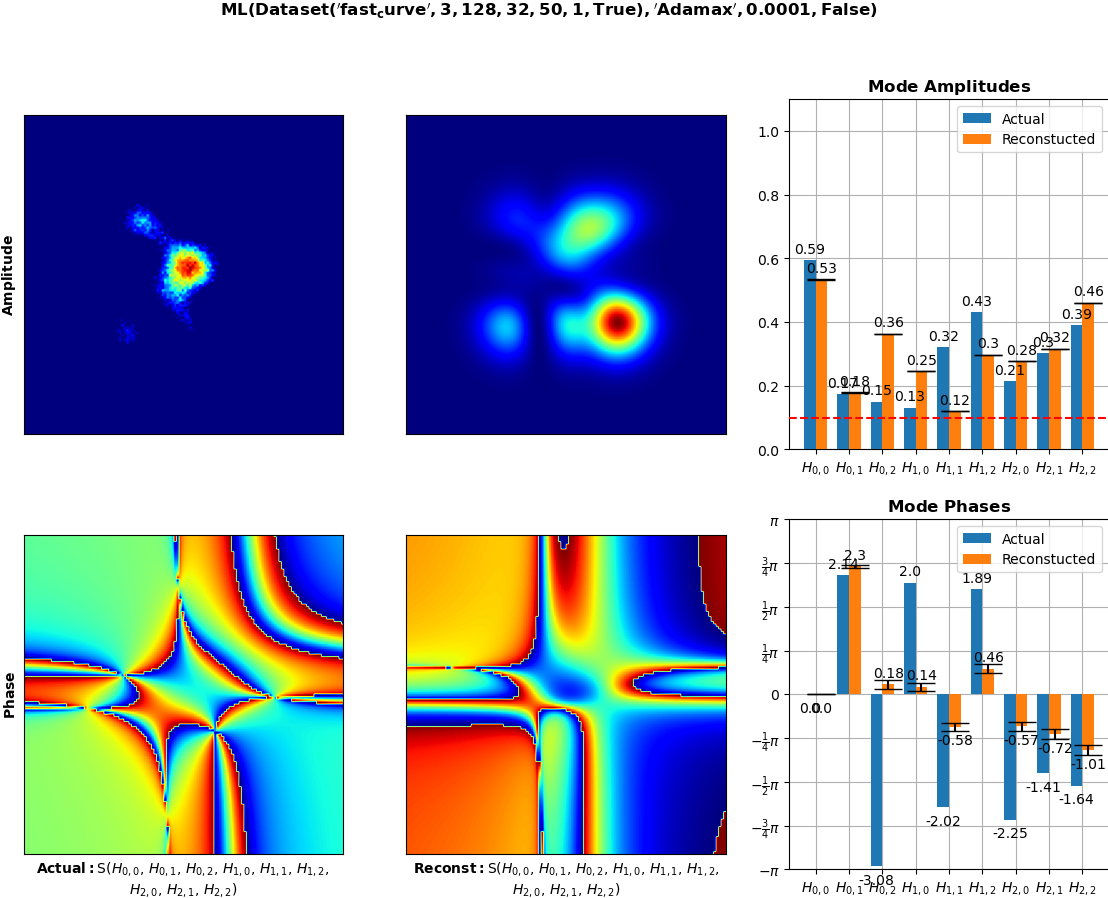 ML(Dataset('fast_curve', 3, 128, 32, 50, 1, True), 'Adamax', 0.0001, False)
Mode Amplitudes
Amplitude
1.0
0.8
0.6
0.4
0.2
0.0
Actual
Reconstucted
0.59
0.53
0.17
0.18
0.15
0.36
0.13
0.25
0.32
0.12
0.43
0.3
0.21
0.28
0.3
0.32
0.39
0.46
H0,0 H0,1 H0,2 H1,0 H1,1 H1,2 H2,0 H2,1 H2,2
Mode Phases
Phase
π
3/4π
1/2π
1/4π
0
−1/4π
−1/2π
−3/4π
−π
Actual
Reconstucted
0.0
0.0
2.14
2.3
-3.08
0.18
2.0
0.14
-2.02
-0.58
1.89
0.46
-2.25
-0.57
-1.41
-0.72
-1.64
-1.01
H0,0 H0,1 H0,2 H1,0 H1,1 H1,2 H2,0 H2,1 H2,2
Actual: S(H0,0, H0,1, H0,2, H1,0, H1,1, H1,2,
H2,0, H2,1, H2,2)
Reconst: S(H0,0, H0,1, H0,2, H1,0, H1,1, H1,2,
H2,0, H2,1, H2,2)